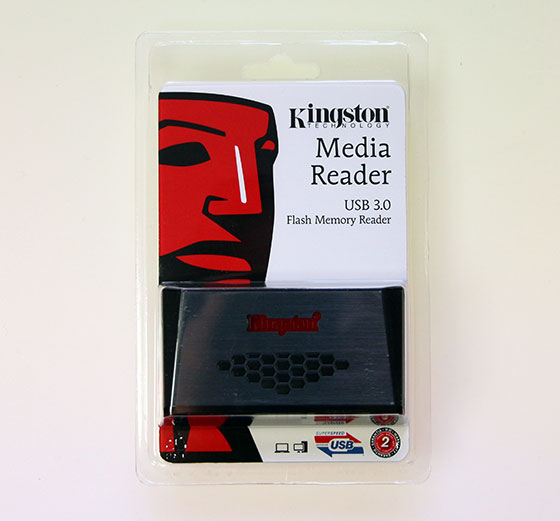 Kingston
TECHNOLOGY
Media
Reader
USB 3.0
Flash Memory Reader
Kingston
SUPERSPEED
USB
2